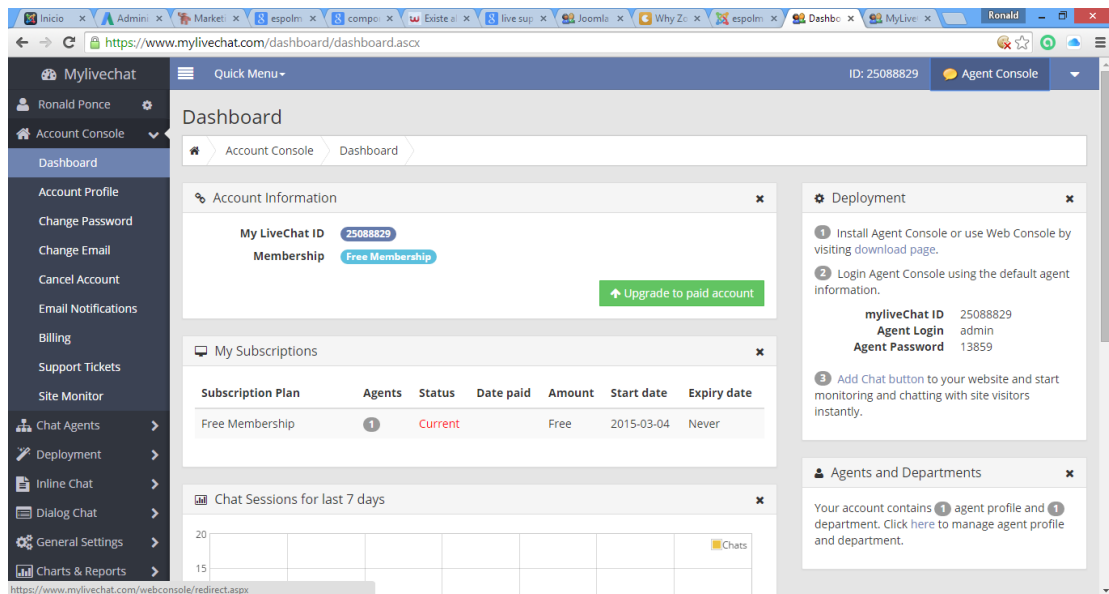 Inicio
Admini
Marketi
espolm
compon
Existe al
live sup
Joomla
Why Zo
espolm
Dashbo
MyLive
Ronald
https://www.mylivechat.com/dashboard/dashboard.ascx
Mylivechat
Quick Menu
ID: 25088829
Agent Console
Ronald Ponce
Account Console
Dashboard
Account Profile
Change Password
Change Email
Cancel Account
Email Notifications
Billing
Support Tickets
Site Monitor
Chat Agents
Deployment
Inline Chat
Dialog Chat
General Settings
Charts & Reports
Dashboard
Account Console Dashboard
Account Information
My LiveChat ID 25088829
Membership Free Membership
Upgrade to paid account
My Subscriptions
Subscription Plan Agents Status Date paid Amount Start date Expiry date
Free Membership 1 Current Free 2015-03-04 Never
Chat Sessions for last 7 days
20
15
Chats
Deployment
1 Install Agent Console or use Web Console by
visiting download page.
2 Login Agent Console using the default agent
information.
myliveChat ID 25088829
Agent Login admin
Agent Password 13859
3 Add Chat button to your website and start
monitoring and chatting with site visitors
instantly.
Agents and Departments
Your account contains 1 agent profile and 1
department. Click here to manage agent profile
and department.
https://www.mylivechat.com/webconsole/redirect.aspx